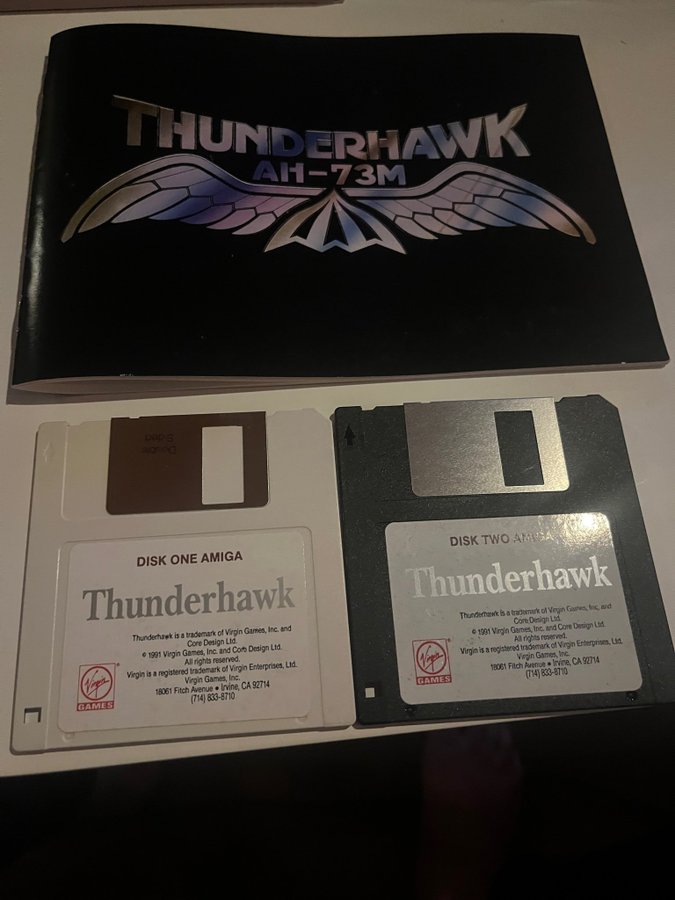 THUNDERHAWK
AH-73M
Double
Sided
DISK ONE AMIGA
Thunderhawk
Thunderhawk is a trademark of Virgin Games, Inc. and
Core Design Ltd.
© 1991 Virgin Games, Inc. and Core Design Ltd.
All rights reserved.
Virgin is a registered trademark of Virgin Enterprises, Ltd.
Virgin Games, Inc.
18061 Fitch Avenue • Irvine, CA 92714
(714) 833-8710
Virgin
GAMES
DISK TWO AMIGA
Thunderhawk
Thunderhawk is a trademark of Virgin Games, Inc. and
Core Design Ltd.
© 1991 Virgin Games, Inc. and Core Design Ltd.
All rights reserved.
Virgin is a registered trademark of Virgin Enterprises, Ltd.
Virgin Games, Inc.
18061 Fitch Avenue • Irvine, CA 92714
(714) 833-8710
Virgin
GAMES